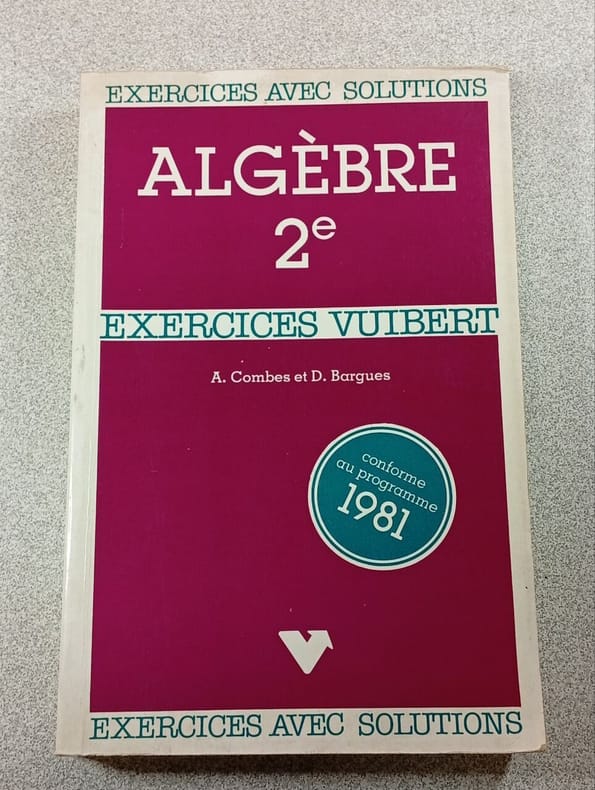 EXERCICES AVEC SOLUTIONS
ALGÈBRE
2e
EXERCICES VUIBERT
A. Combes et D. Bargues
conforme
au programme
1981
EXERCICES AVEC SOLUTIONS